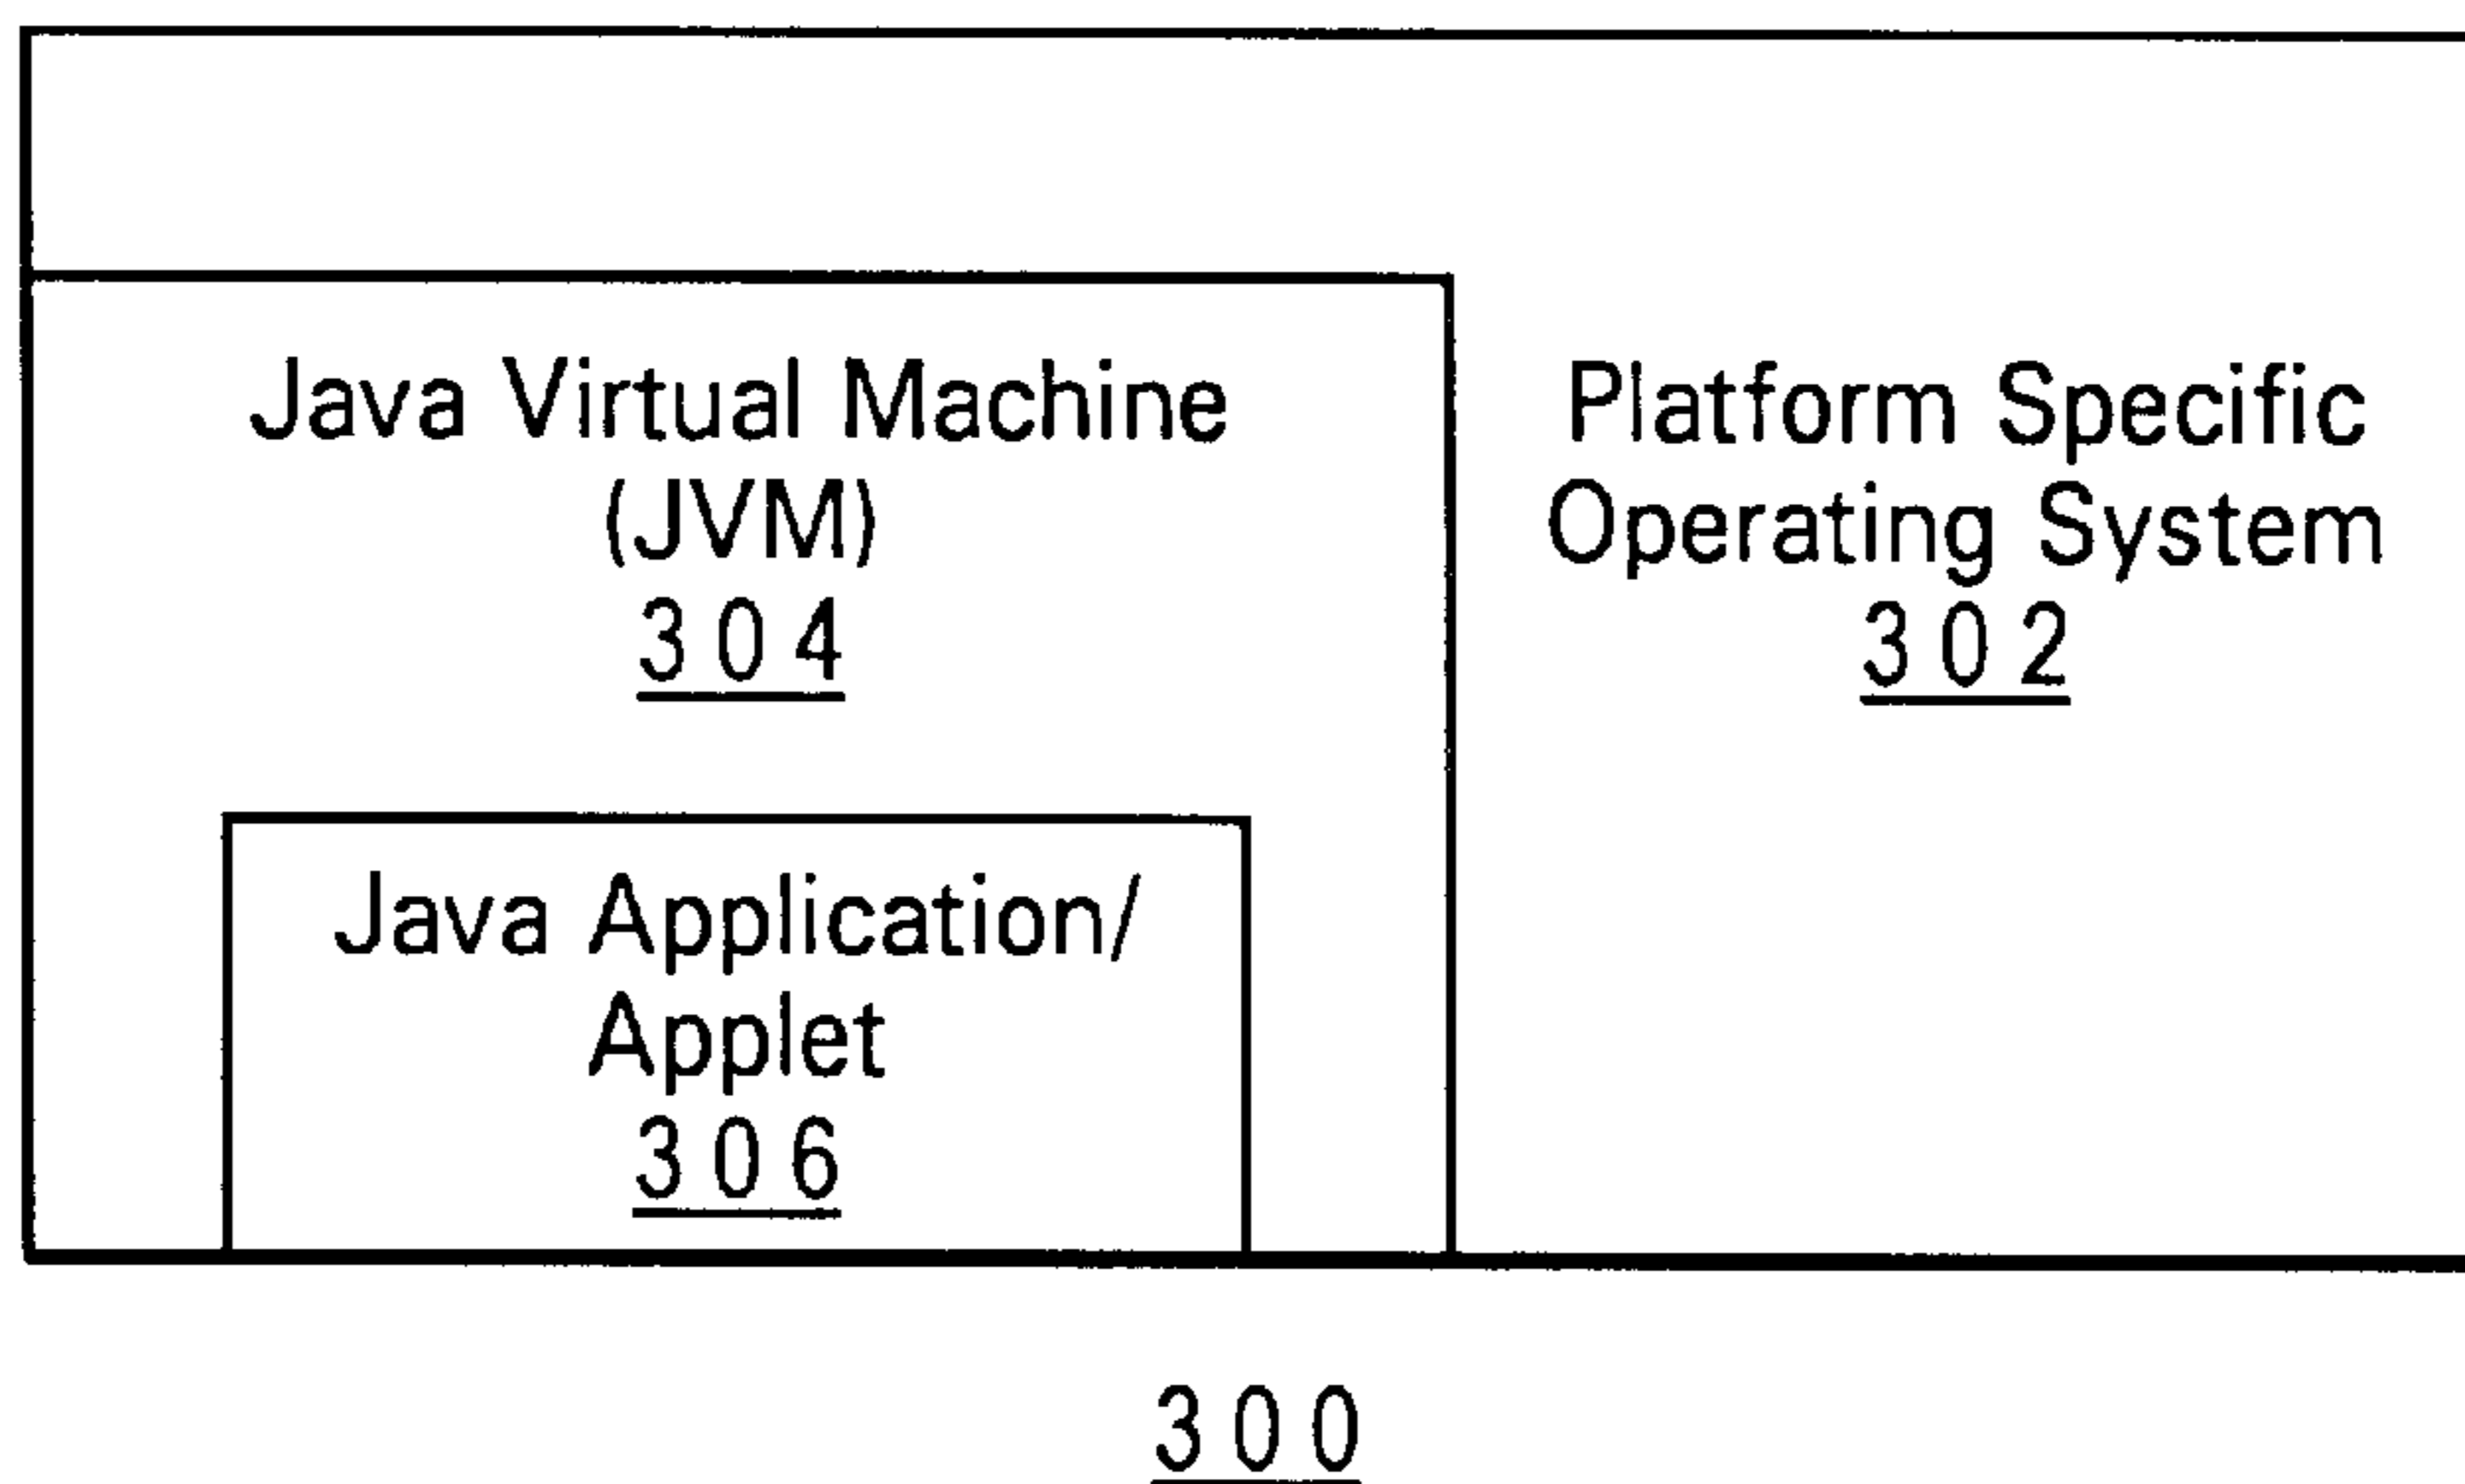 Java Virtual Machine
(JVM)
304
Platform Specific
Operating System
302
Java Application/
Applet
306
300